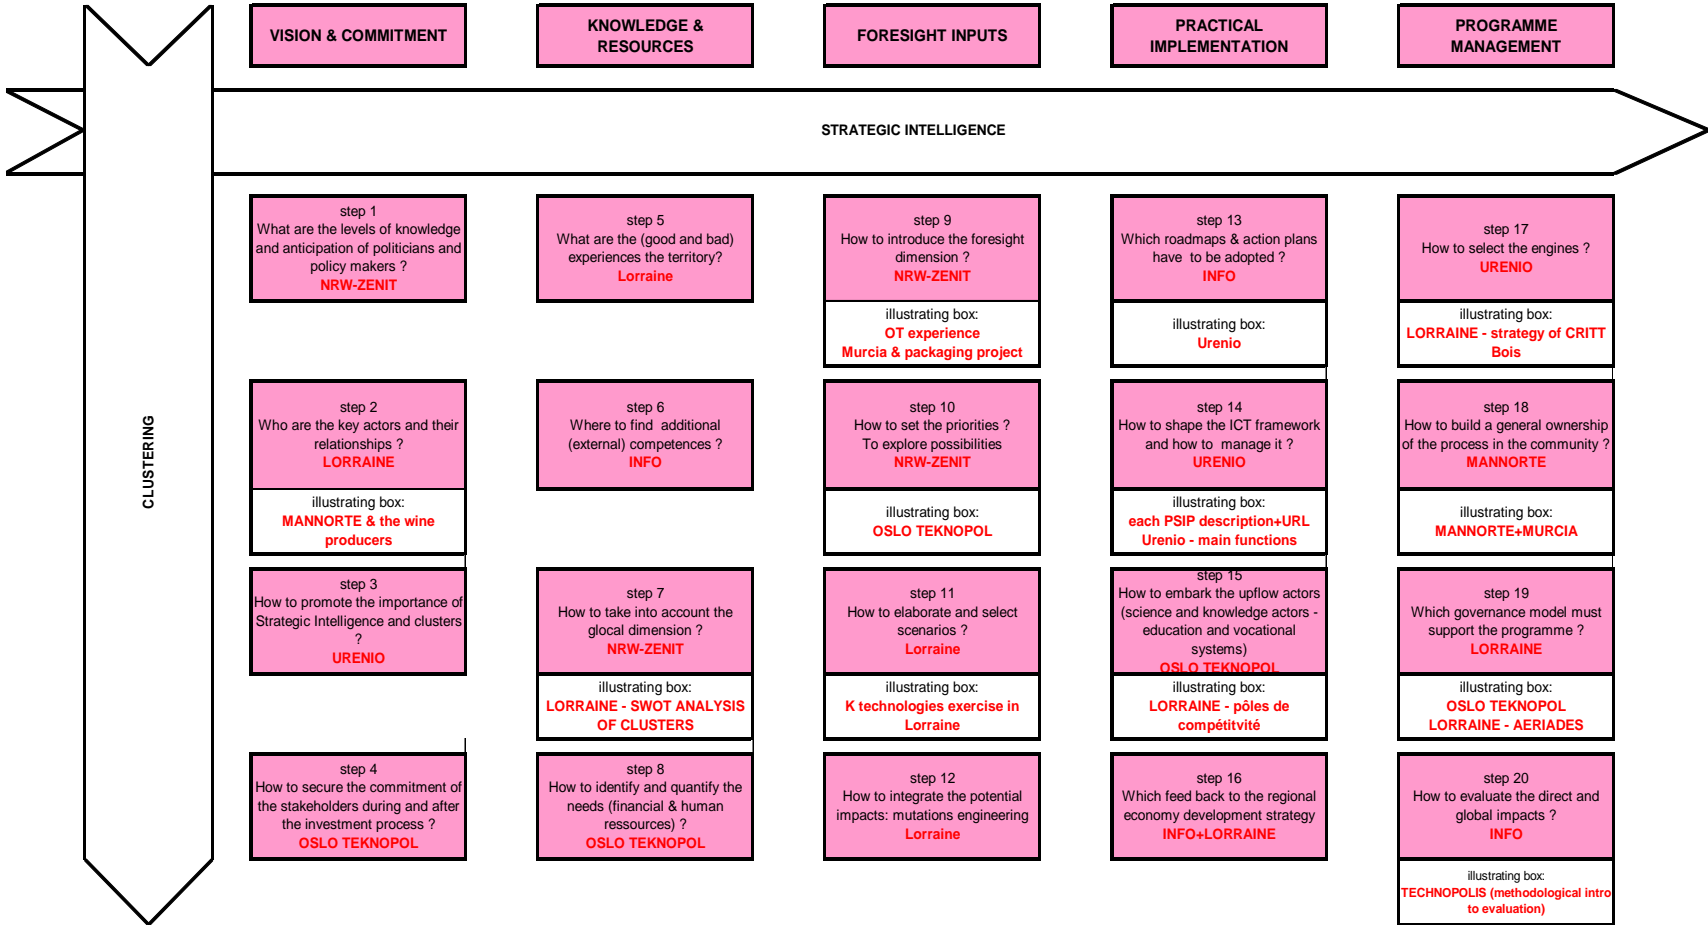 VISION & COMMITMENT
KNOWLEDGE &
RESOURCES
FORESIGHT INPUTS
PRACTICAL
IMPLEMENTATION
PROGRAMME
MANAGEMENT
STRATEGIC INTELLIGENCE
CLUSTERING
step 1
What are the levels of knowledge
and anticipation of politicians and
policy makers ?
NRW-ZENIT
step 5
What are the (good and bad)
experiences the territory?
Lorraine
step 9
How to introduce the foresight
dimension ?
NRW-ZENIT
illustrating box:
OT experience
Murcia & packaging project
step 13
Which roadmaps & action plans
have to be adopted ?
INFO
illustrating box:
Urenio
step 17
How to select the engines ?
URENIO
illustrating box:
LORRAINE - strategy of CRITT
Bois
step 2
Who are the key actors and their
relationships ?
LORRAINE
illustrating box:
MANNORTE & the wine
producers
step 6
Where to find additional
(external) competences ?
INFO
step 10
How to set the priorities ?
To explore possibilities
NRW-ZENIT
illustrating box:
OSLO TEKNOPOL
step 14
How to shape the ICT framework
and how to manage it ?
URENIO
illustrating box:
each PSIP description+URL
Urenio - main functions
step 18
How to build a general ownership
of the process in the community ?
MANNORTE
illustrating box:
MANNORTE+MURCIA
step 3
How to promote the importance of
Strategic Intelligence and clusters
?
URENIO
step 7
How to take into account the
glocal dimension ?
NRW-ZENIT
illustrating box:
LORRAINE - SWOT ANALYSIS
OF CLUSTERS
step 11
How to elaborate and select
scenarios ?
Lorraine
illustrating box:
K technologies exercise in
Lorraine
step 15
How to embark the upflow actors
(science and knowledge actors -
education and vocational
systems)
OSLO TEKNOPOL
illustrating box:
LORRAINE - pôles de
compétitvité
step 19
Which governance model must
support the programme ?
LORRAINE
illustrating box:
OSLO TEKNOPOL
LORRAINE - AERIADES
step 4
How to secure the commitment of
the stakeholders during and after
the investment process ?
OSLO TEKNOPOL
step 8
How to identify and quantify the
needs (financial & human
ressources) ?
OSLO TEKNOPOL
step 12
How to integrate the potential
impacts: mutations engineering
Lorraine
step 16
Which feed back to the regional
economy development strategy
INFO+LORRAINE
step 20
How to evaluate the direct and
global impacts ?
INFO
illustrating box:
TECHNOPOLIS (methodological intro
to evaluation)